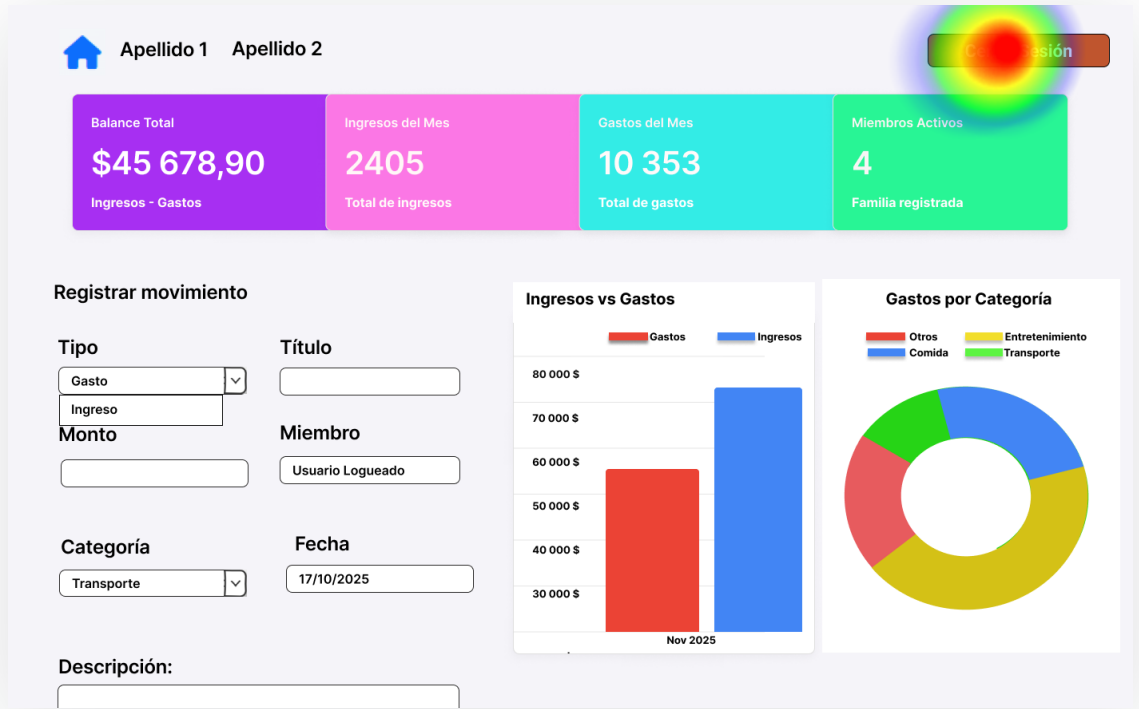 Apellido 1 Apellido 2
Balance Total
$45 678,90
Ingresos - Gastos
Ingresos del Mes
2405
Total de ingresos
Gastos del Mes
10 353
Total de gastos
Miembros Activos
4
Familia registrada
Registrar movimiento
Tipo
Gasto
Ingreso
Título
Monto
Miembro
Usuario Logueado
Categoría
Transporte
Fecha
17/10/2025
Descripción:
Ingresos vs Gastos
Gastos Ingresos
80 000 $
70 000 $
60 000 $
50 000 $
40 000 $
30 000 $
Nov 2025
Gastos por Categoría
Otros Entretenimiento
Comida Transporte